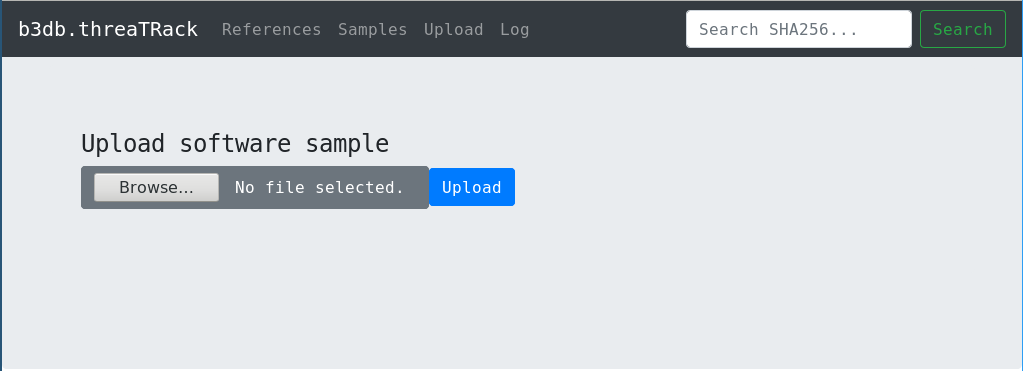 b3db.threaTRack References Samples Upload Log Search SHA256... Search
Upload software sample
Browse... No file selected. Upload